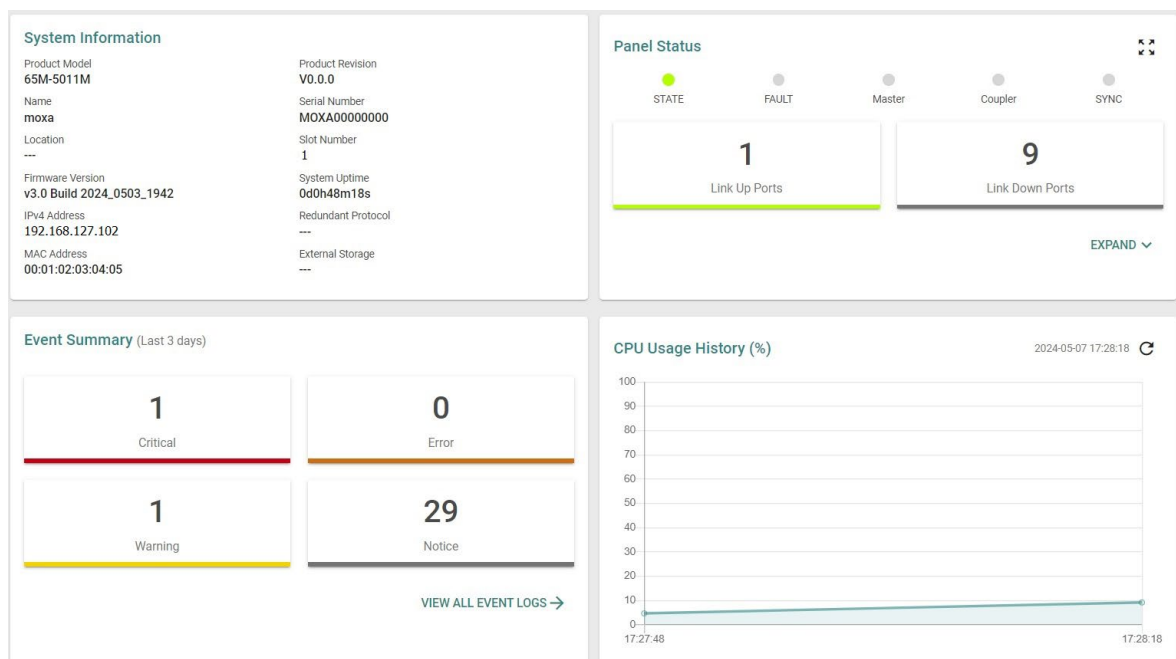 System Information
Product Model
65M-5011M
Product Revision
V0.0.0
Name
moxa
Serial Number
MOXA00000000
Location
---
Slot Number
1
Firmware Version
v3.0 Build 2024_0503_1942
System Uptime
0d0h48m18s
IPv4 Address
192.168.127.102
Redundant Protocol
---
MAC Address
00:01:02:03:04:05
External Storage
---
Panel Status
STATE FAULT Master Coupler SYNC
1
Link Up Ports
9
Link Down Ports
EXPAND
Event Summary (Last 3 days)
1
Critical
0
Error
1
Warning
29
Notice
VIEW ALL EVENT LOGS
CPU Usage History (%)
2024-05-07 17:28:18
100
90
80
70
60
50
40
30
20
10
0
17:27:48 17:28:18